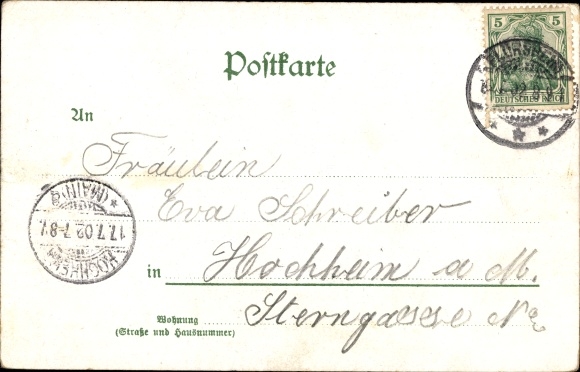 5 5
DEUTSCHES REICH
Postkarte
An
Fräulein
Eva Schreiber
in Hochheim a M.
Wohnung
(Straße und Hausnummer)
Sterngasse
HOCHHEIM
17.7.02.7-8V.
(MAIN)